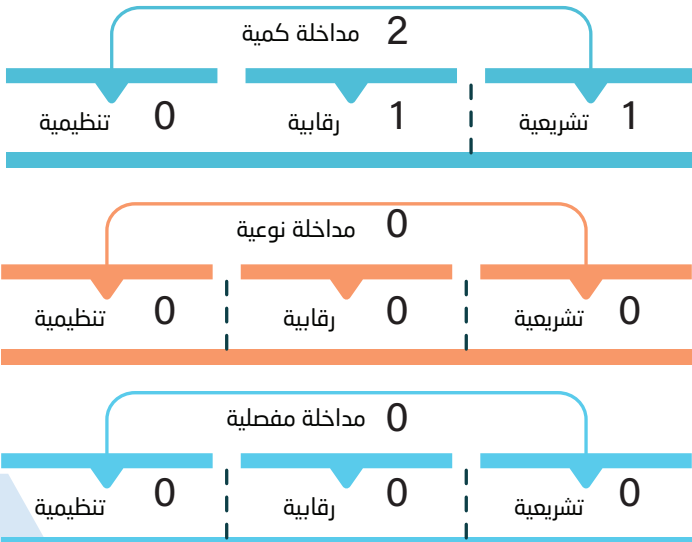 2 مداخلة كمية
1 تشريعية 1 رقابية 0 تنظيمية
0 مداخلة نوعية
0 تشريعية 0 رقابية 0 تنظيمية
0 مداخلة مفصلية
0 تشريعية 0 رقابية 0 تنظيمية